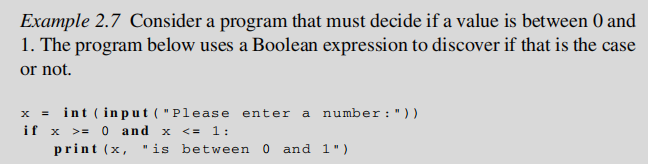 Example 2.7 Consider a program that must decide if a value is between 0 and
1. The program below uses a Boolean expression to discover if that is the case
or not.
x = int(input("Please enter a number:"))
if x >= 0 and x <= 1:
    print(x, "is between 0 and 1")